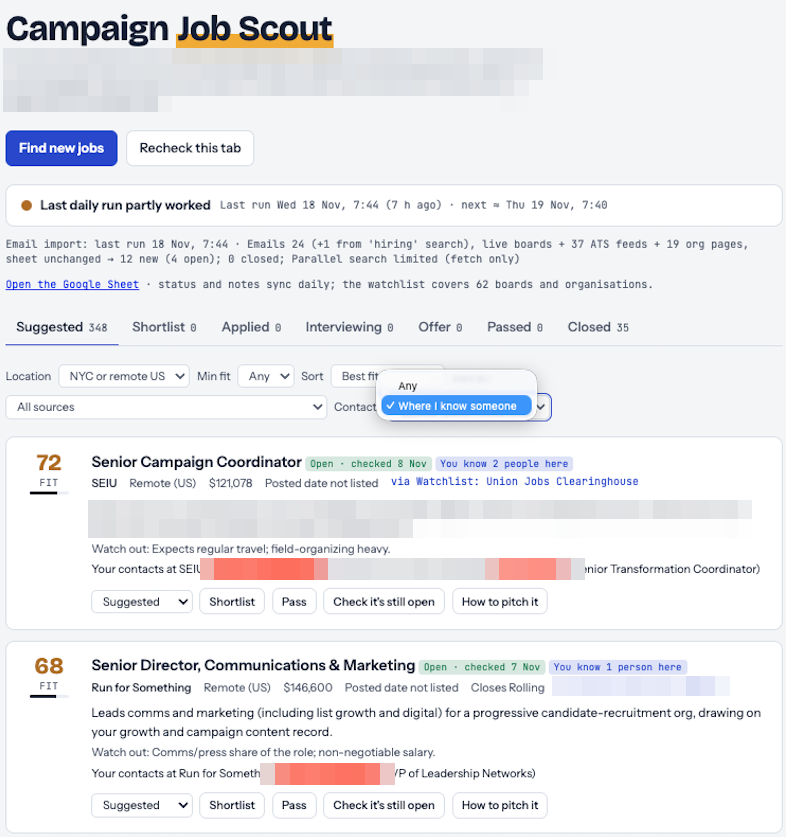 Campaign Job Scout
Find new jobs
Recheck this tab
Last daily run partly worked Last run Wed 18 Nov, 7:44 (7 h ago) · next ≈ Thu 19 Nov, 7:40
Email import: last run 18 Nov, 7:44 · Emails 24 (+1 from 'hiring' search), live boards + 37 ATS feeds + 19 org pages,
sheet unchanged → 12 new (4 open); 0 closed; Parallel search limited (fetch only)
Open the Google Sheet · status and notes sync daily; the watchlist covers 62 boards and organisations.
Suggested 348 Shortlist 0 Applied 0 Interviewing 0 Offer 0 Passed 0 Closed 35
Location NYC or remote US Min fit Any Sort Best fit
Any
All sources Contact ✓ Where I know someone
72 Senior Campaign Coordinator Open · checked 8 Nov You know 2 people here
FIT SEIU Remote (US) $121,078 Posted date not listed via Watchlist: Union Jobs Clearinghouse
Watch out: Expects regular travel; field-organizing heavy.
Your contacts at SEIU enior Transformation Coordinator)
Suggested Shortlist Pass Check it's still open How to pitch it
68 Senior Director, Communications & Marketing Open · checked 7 Nov You know 1 person here
FIT Run for Something Remote (US) $146,600 Posted date not listed Closes Rolling
Leads comms and marketing (including list growth and digital) for a progressive candidate-recruitment org, drawing on
your growth and campaign content record.
Watch out: Comms/press share of the role; non-negotiable salary.
Your contacts at Run for Someth P of Leadership Networks)
Suggested Shortlist Pass Check it's still open How to pitch it